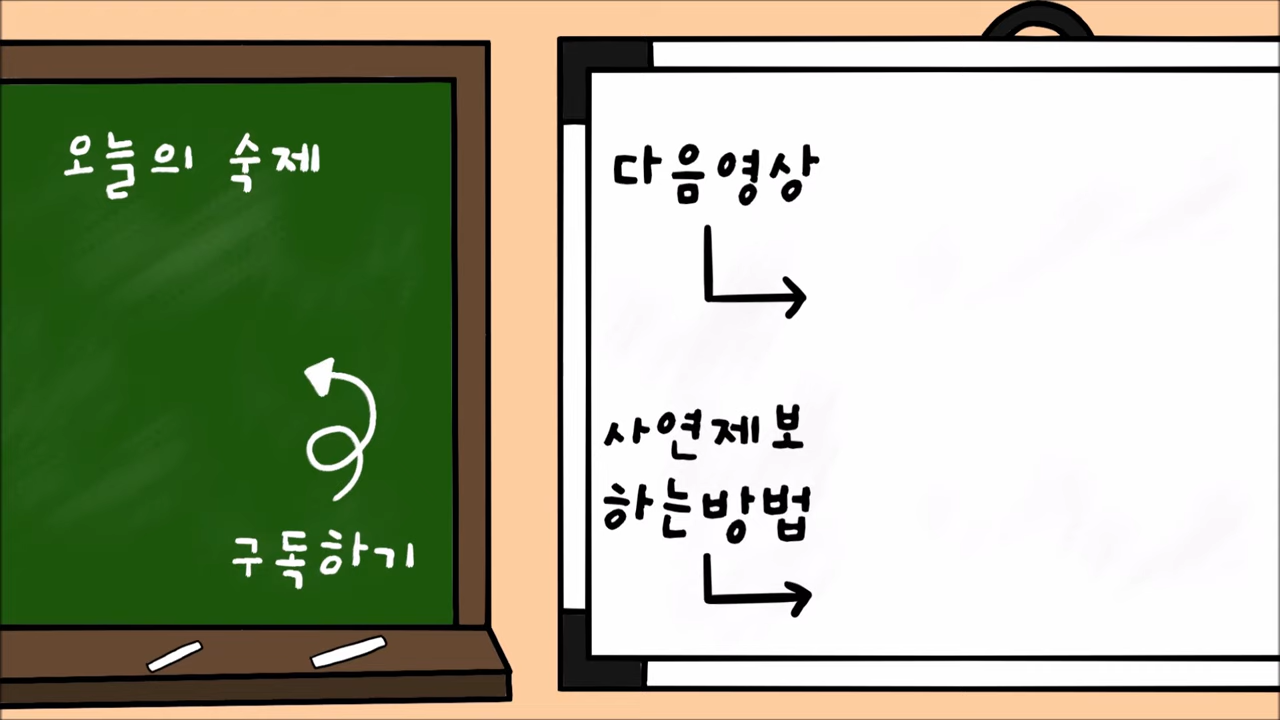 오늘의 숙제
구독하기
다음영상
사연제보
하는방법